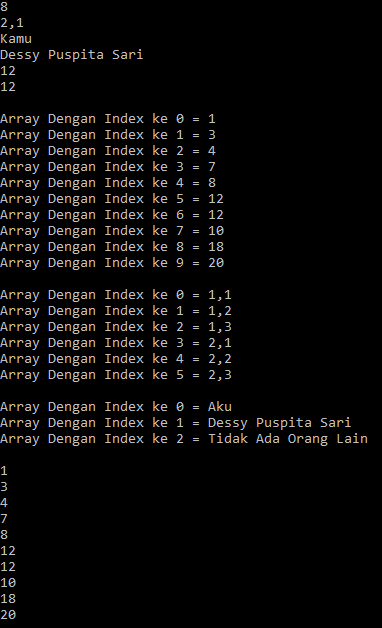 8
2,1
Kamu
Dessy Puspita Sari
12
12
Array Dengan Index ke 0 = 1
Array Dengan Index ke 1 = 3
Array Dengan Index ke 2 = 4
Array Dengan Index ke 3 = 7
Array Dengan Index ke 4 = 8
Array Dengan Index ke 5 = 12
Array Dengan Index ke 6 = 12
Array Dengan Index ke 7 = 10
Array Dengan Index ke 8 = 18
Array Dengan Index ke 9 = 20
Array Dengan Index ke 0 = 1,1
Array Dengan Index ke 1 = 1,2
Array Dengan Index ke 2 = 1,3
Array Dengan Index ke 3 = 2,1
Array Dengan Index ke 4 = 2,2
Array Dengan Index ke 5 = 2,3
Array Dengan Index ke 0 = Aku
Array Dengan Index ke 1 = Dessy Puspita Sari
Array Dengan Index ke 2 = Tidak Ada Orang Lain
1
3
4
7
8
12
12
10
18
20